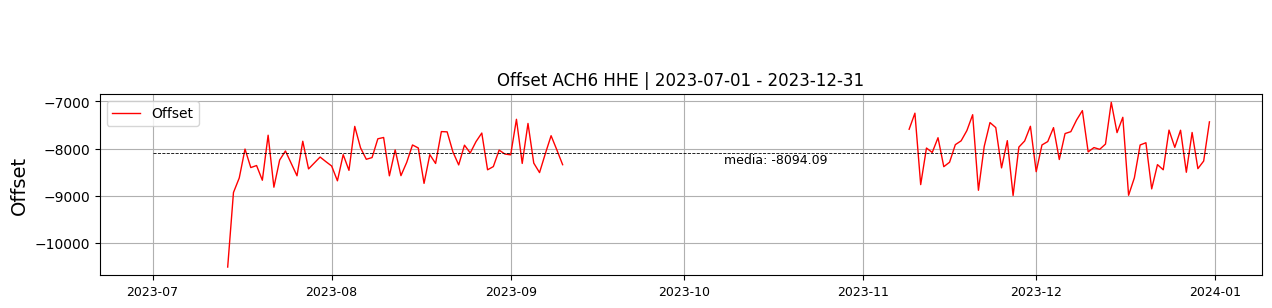 Offset ACH6 HHE | 2023-07-01 - 2023-12-31
Offset
−7000
−8000
−9000
−10000
Offset
media: -8094.09
2023-07
2023-08
2023-09
2023-10
2023-11
2023-12
2024-01